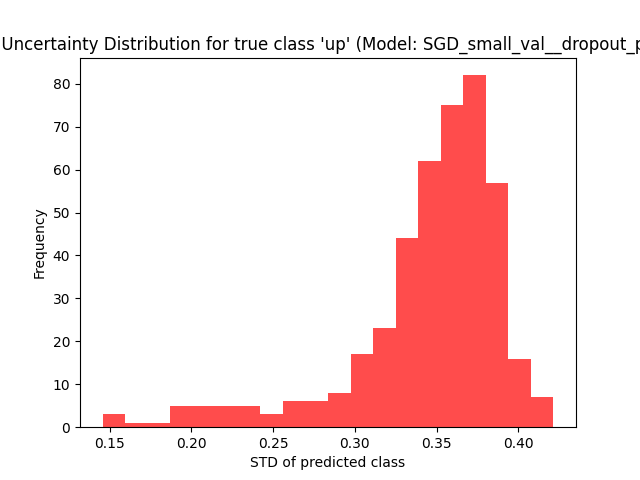 Uncertainty Distribution for true class 'up' (Model: SGD_small_val__dropout_p
80
70
60
50
40
30
20
10
0
Frequency
0.15 0.20 0.25 0.30 0.35 0.40
STD of predicted class